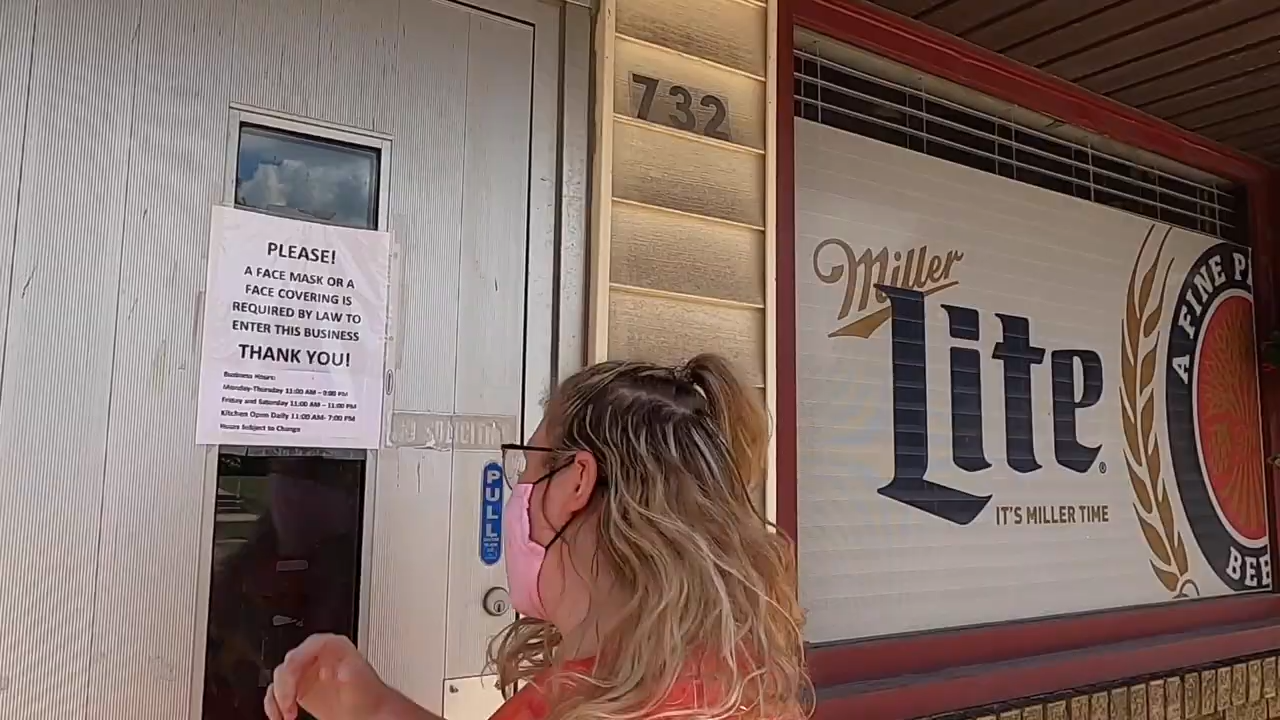 732
PLEASE!
A FACE MASK OR A
FACE COVERING IS
REQUIRED BY LAW TO
ENTER THIS BUSINESS
THANK YOU!
Business Hours:
Monday-Thursday 11:00 AM – 9:00 PM
Friday and Saturday 11:00 AM – 11:00 PM
Kitchen Open Daily 11:00 AM- 7:00 PM
Hours Subject to Change
PULL
Miller
Lite®
IT'S MILLER TIME
A FINE
BEE